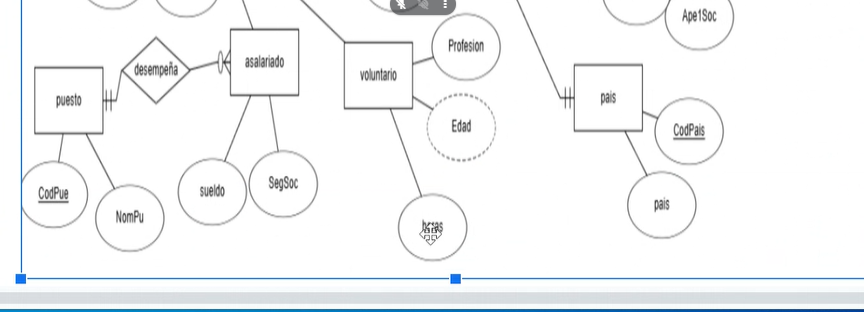 Ape1Soc
Profesion
asalariado
desempeña
voluntario
puesto
pais
Edad
CodPais
SegSoc
sueldo
CodPue
pais
NomPu
horas